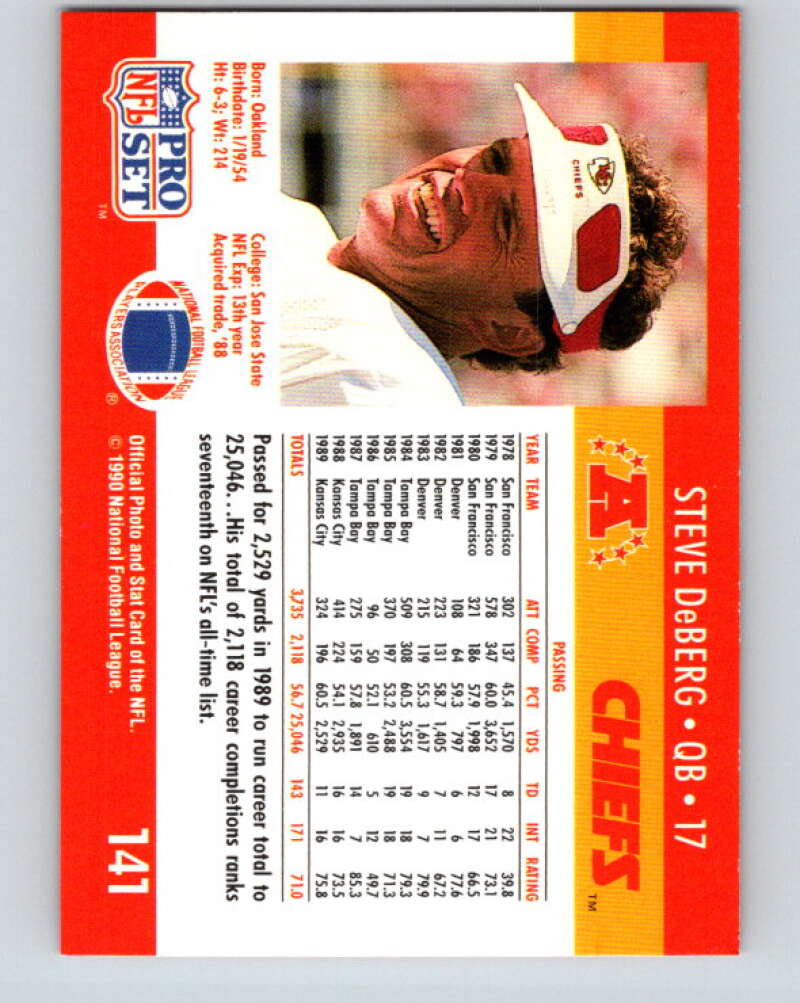 STEVE DeBERG • QB • 17
A
CHIEFS™
CHIEFS
PASSING
YEAR TEAM ATT COMP PCT YDS TD INT RATING
1978 San Francisco 302 137 45.4 1,570 8 22 39.8
1979 San Francisco 578 347 60.0 3,652 17 21 73.1
1980 San Francisco 321 186 57.9 1,998 12 17 66.5
1981 Denver 108 64 59.3 797 6 6 77.6
1982 Denver 223 131 58.7 1,405 7 11 67.2
1983 Denver 215 119 55.3 1,617 9 7 79.9
1984 Tampa Bay 509 308 60.5 3,554 19 18 79.3
1985 Tampa Bay 370 197 53.2 2,488 19 18 71.3
1986 Tampa Bay 96 50 52.1 610 5 12 49.7
1987 Tampa Bay 275 159 57.8 1,891 14 7 85.3
1988 Kansas City 414 224 54.1 2,935 16 16 73.5
1989 Kansas City 324 196 60.5 2,529 11 16 75.8
TOTALS 3,735 2,118 56.7 25,046 143 171 71.0
Born: Oakland
Birthdate: 1/19/54
Ht: 6-3; Wt: 214
College: San Jose State
NFL Exp: 13th year
Acquired trade, '88
Passed for 2,529 yards in 1989 to run career total to
25,046...His total of 2,118 career completions ranks
seventeenth on NFL's all-time list.
NFL
PRO
SET
™
NATIONAL FOOTBALL LEAGUE
PLAYERS ASSOCIATION
®
Official Photo and Stat Card of the NFL.
© 1990 National Football League.
141